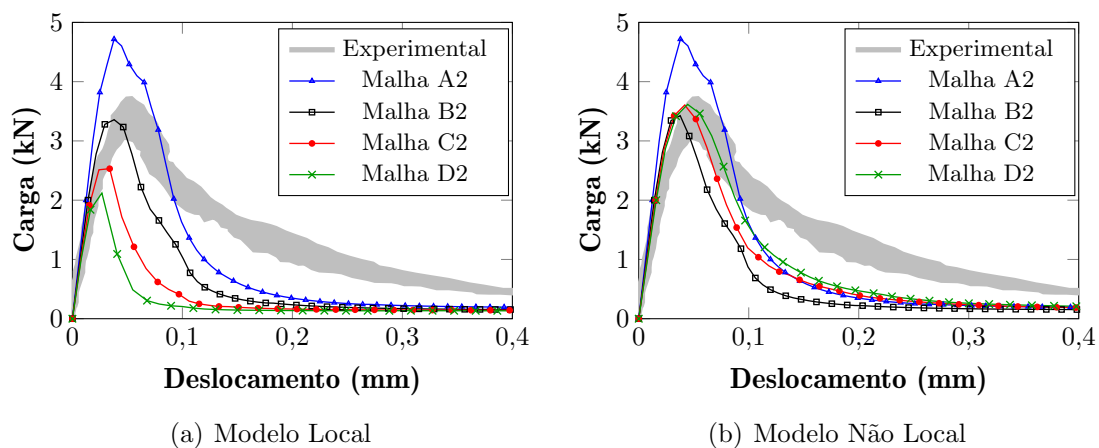 5
4
3
2
1
0
Carga (kN)
0
0,1
0,2
0,3
0,4
Deslocamento (mm)
Experimental
Malha A2
Malha B2
Malha C2
Malha D2
(a) Modelo Local
5
4
3
2
1
0
Carga (kN)
0
0,1
0,2
0,3
0,4
Deslocamento (mm)
Experimental
Malha A2
Malha B2
Malha C2
Malha D2
(b) Modelo Não Local